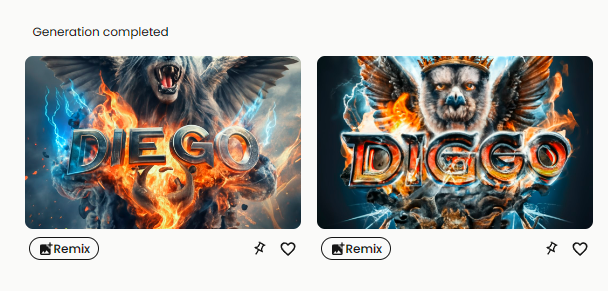 Generation completed
DIEGO
DIGGO
Remix
Remix